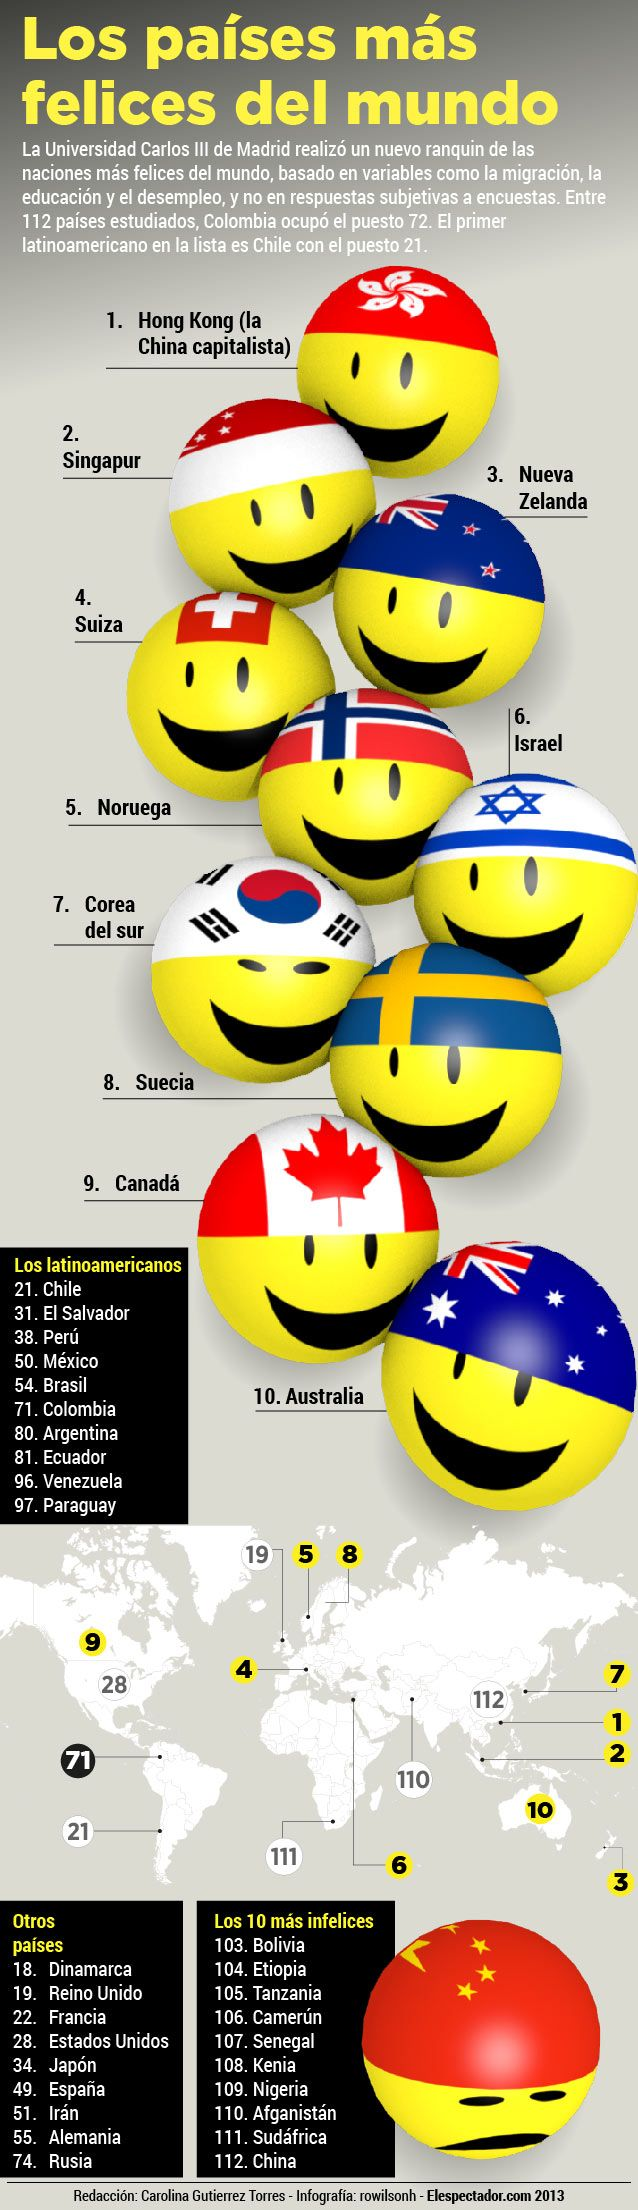 Los países más
felices del mundo
La Universidad Carlos III de Madrid realizó un nuevo ranquin de las
naciones más felices del mundo, basado en variables como la migración, la
educación y el desempleo, y no en respuestas subjetivas a encuestas. Entre
112 países estudiados, Colombia ocupó el puesto 72. El primer
latinoamericano en la lista es Chile con el puesto 21.
1. Hong Kong (la
China capitalista)
2.
Singapur
3. Nueva
Zelanda
4.
Suiza
5. Noruega
6.
Israel
7. Corea
del sur
8. Suecia
9. Canadá
10. Australia
Los latinoamericanos
21. Chile
31. El Salvador
38. Perú
50. México
54. Brasil
71. Colombia
80. Argentina
81. Ecuador
96. Venezuela
97. Paraguay
19
5
8
9
4
28
7
112
1
71
2
110
10
21
111
6
3
Otros
países
18. Dinamarca
19. Reino Unido
22. Francia
28. Estados Unidos
34. Japón
49. España
51. Irán
55. Alemania
74. Rusia
Los 10 más infelices
103. Bolivia
104. Etiopia
105. Tanzania
106. Camerún
107. Senegal
108. Kenia
109. Nigeria
110. Afganistán
111. Sudáfrica
112. China
Redacción: Carolina Gutierrez Torres - Infografía: rowilsonh - Elespectador.com 2013